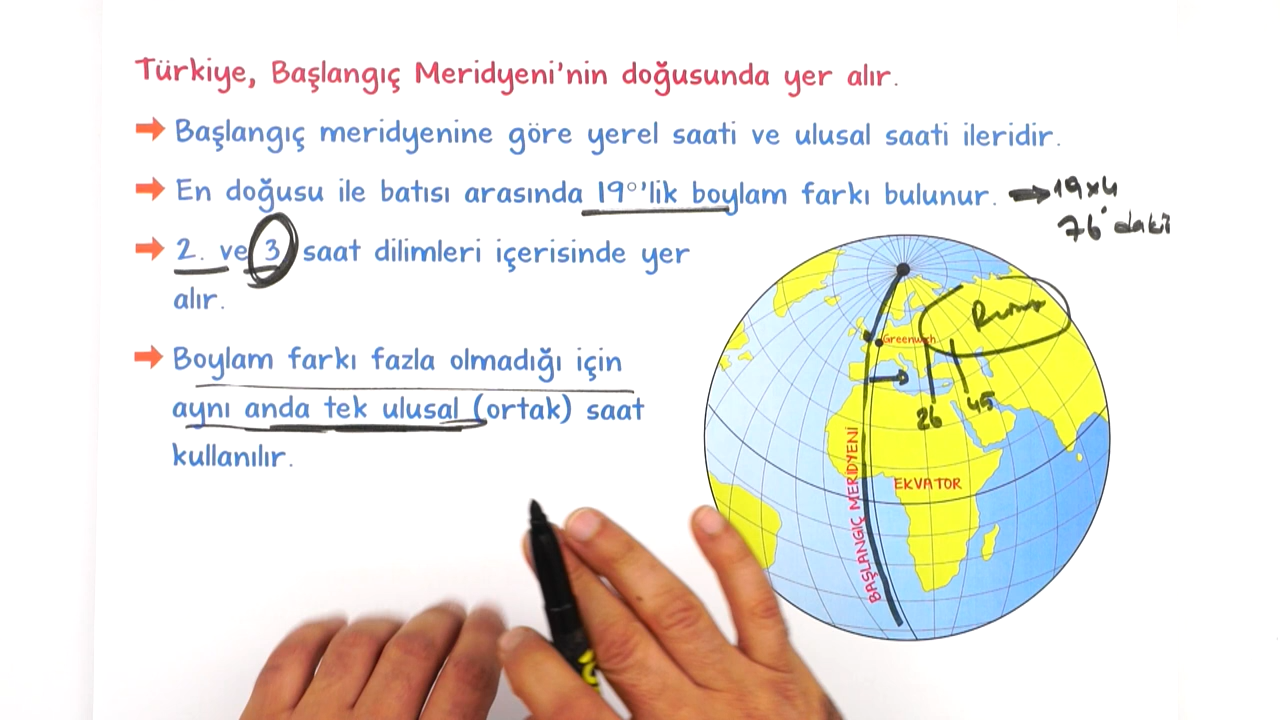 Türkiye, Başlangıç Meridyeni'nin doğusunda yer alır.
➡ Başlangıç meridyenine göre yerel saati ve ulusal saati ileridir.
➡ En doğusu ile batısı arasında 19°'lik boylam farkı bulunur. → 19x4
76' daki
➡ 2. ve 3 saat dilimleri içerisinde yer
alır.
➡ Boylam farkı fazla olmadığı için
aynı anda tek ulusal (ortak) saat
kullanılır.
Greenwich
26
45
EKVATOR
BAŞLANGIÇ MERİDYENİ